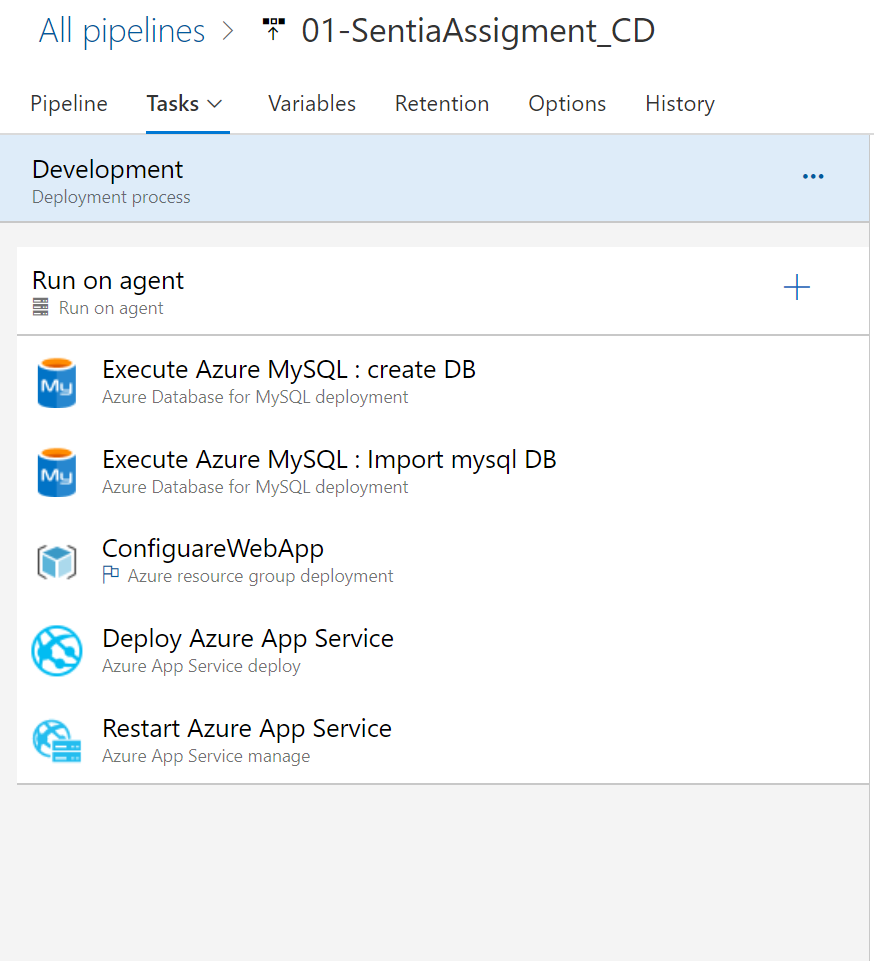 All pipelines > 01-SentiaAssigment_CD
Pipeline Tasks Variables Retention Options History
Development
Deployment process
...
Run on agent
Run on agent
+
My Execute Azure MySQL : create DB
Azure Database for MySQL deployment
My Execute Azure MySQL : Import mysql DB
Azure Database for MySQL deployment
ConfiguareWebApp
Azure resource group deployment
Deploy Azure App Service
Azure App Service deploy
Restart Azure App Service
Azure App Service manage